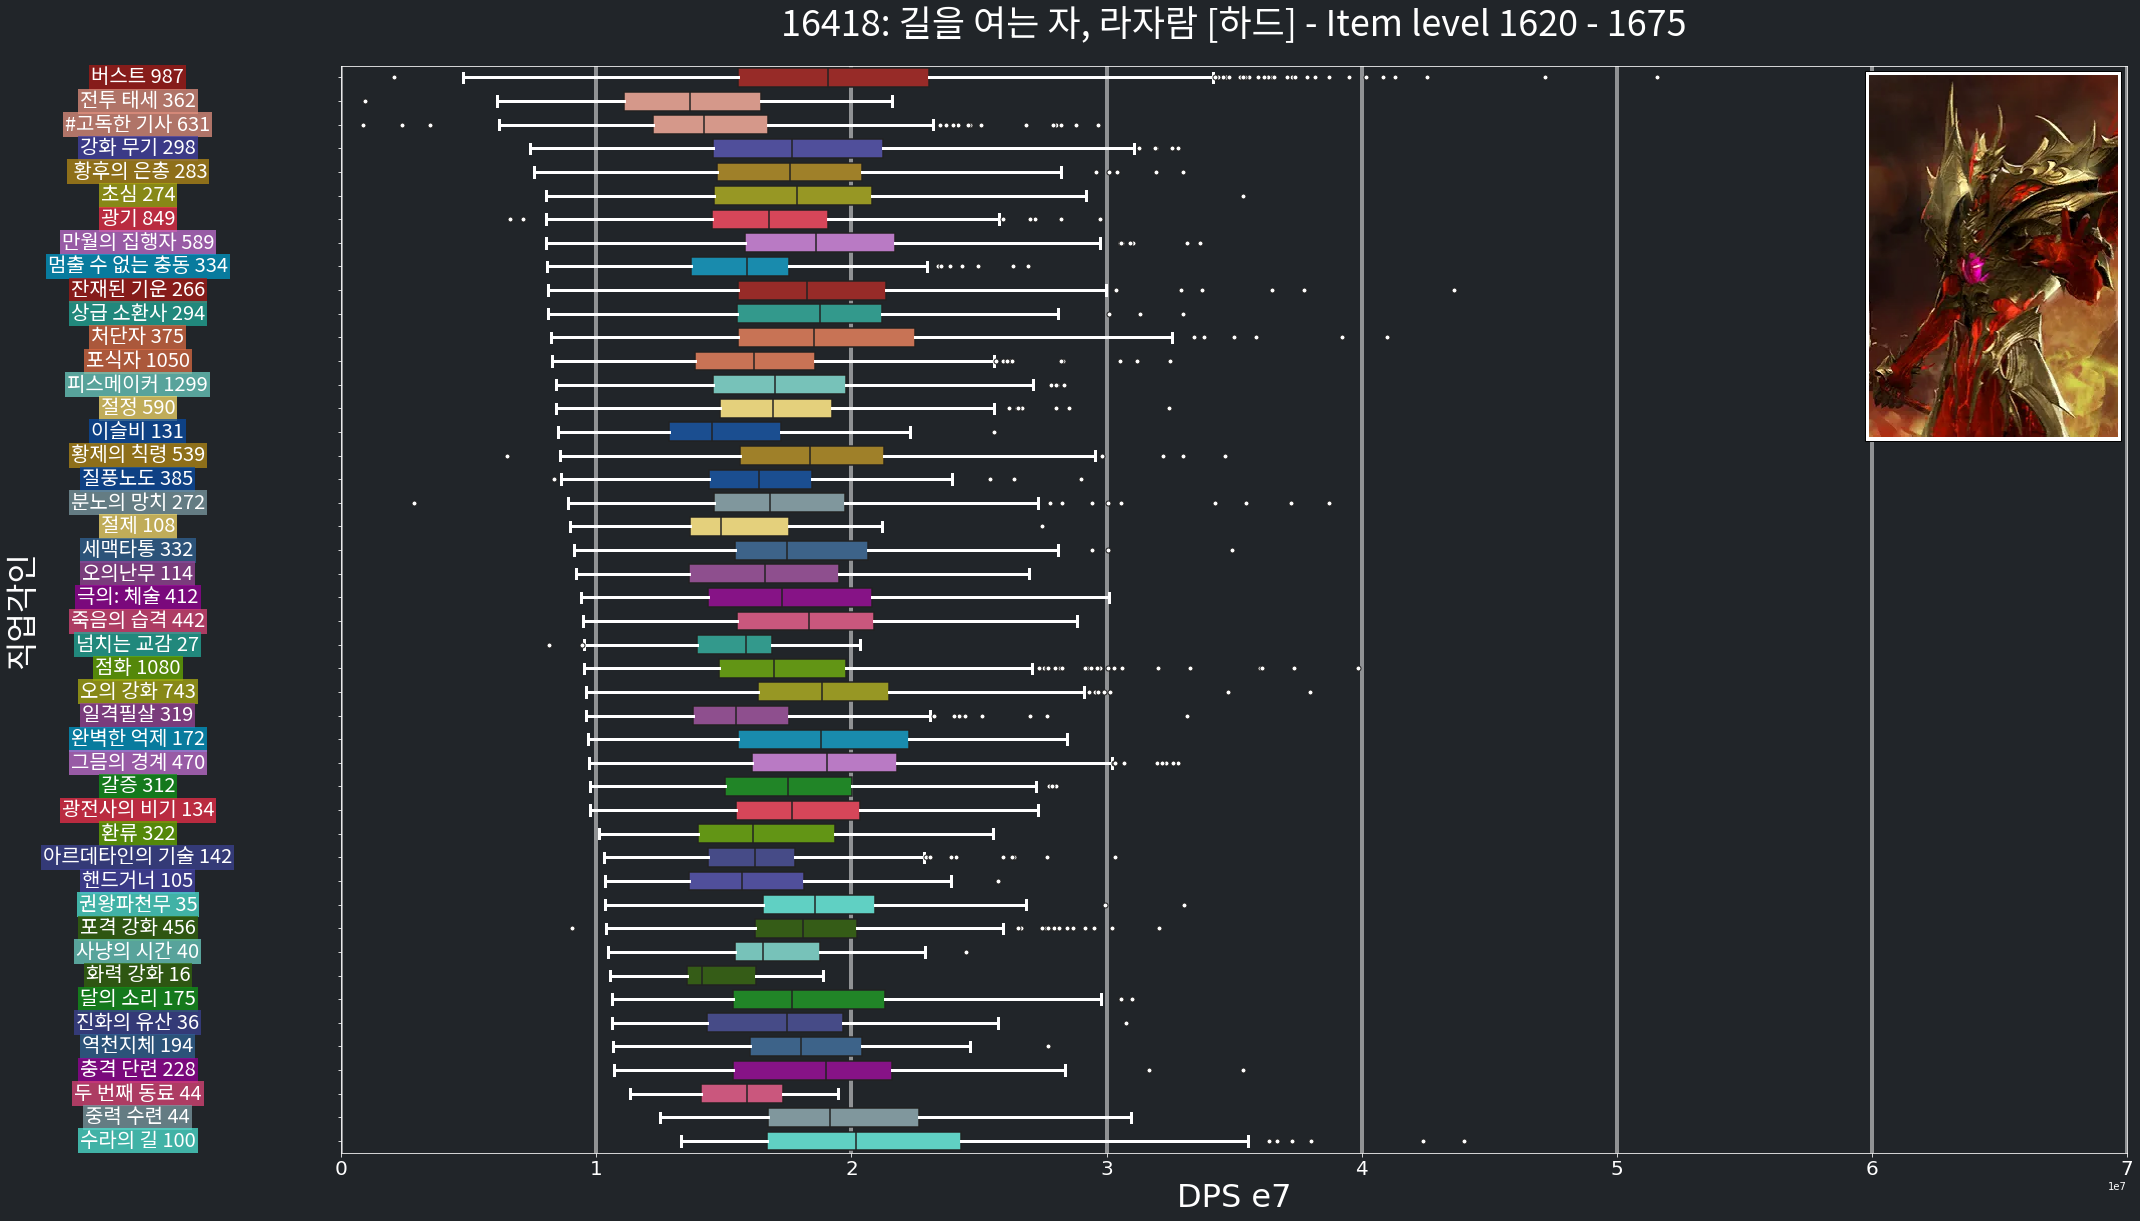 16418: 길을 여는 자, 라자람 [하드] - Item level 1620 - 1675
직업각인
버스트 987
전투 태세 362
#고독한 기사 631
강화 무기 298
황후의 은총 283
초심 274
광기 849
만월의 집행자 589
멈출 수 없는 충동 334
잔재된 기운 266
상급 소환사 294
처단자 375
포식자 1050
피스메이커 1299
절정 590
이슬비 131
황제의 칙령 539
질풍노도 385
분노의 망치 272
절제 108
세맥타통 332
오의난무 114
극의: 체술 412
죽음의 습격 442
넘치는 교감 27
점화 1080
오의 강화 743
일격필살 319
완벽한 억제 172
그믐의 경계 470
갈증 312
광전사의 비기 134
환류 322
아르데타인의 기술 142
핸드거너 105
권왕파천무 35
포격 강화 456
사냥의 시간 40
화력 강화 16
달의 소리 175
진화의 유산 36
역천지체 194
충격 단련 228
두 번째 동료 44
중력 수련 44
수라의 길 100
0 1 2 3 4 5 6 7
DPS e7
1e7